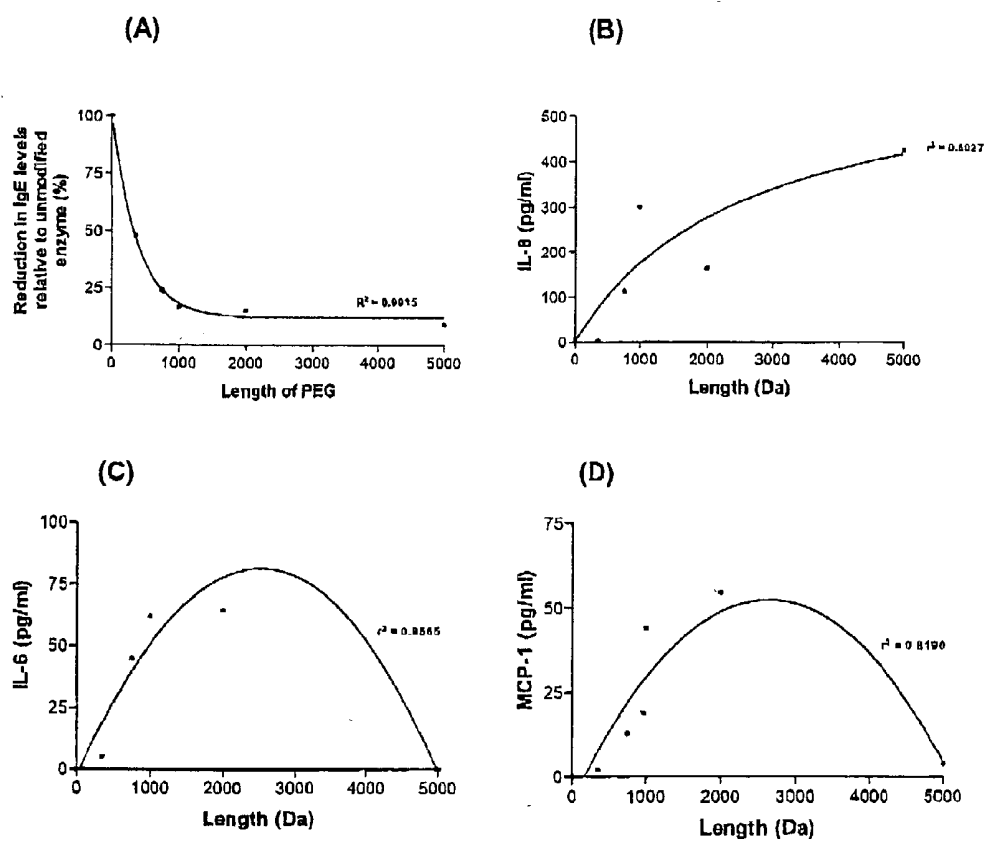 (A)
Reduction in IgE levels
relative to unmodified
enzyme (%)
100
75
50
25
0
0 1000 2000 3000 4000 5000
Length of PEG
(B)
IL-8 (pg/ml)
500
400
300
200
100
0
0 1000 2000 3000 4000 5000
Length (Da)
(C)
IL-6 (pg/ml)
100
75
50
25
0
0 1000 2000 3000 4000 5000
Length (Da)
(D)
MCP-1 (pg/ml)
75
50
25
0
0 1000 2000 3000 4000 5000
Length (Da)